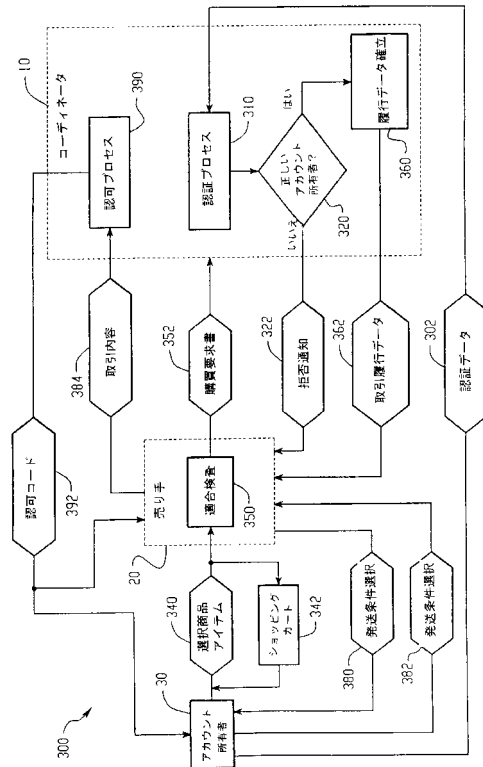 300
認可コード
392
取引内容
384
認可プロセス
390
コーディネータ
10
売り手
20
アカウント
所有者
30
選択商品
アイテム
340
ショッピング
カート
342
適合検査
350
購買要求書
352
認証プロセス
310
正しい
アカウント
所有者?
320
いいえ
はい
拒否通知
322
履行データ確立
360
取引履行データ
362
発送条件選択
380
発送条件選択
382
認証データ
302